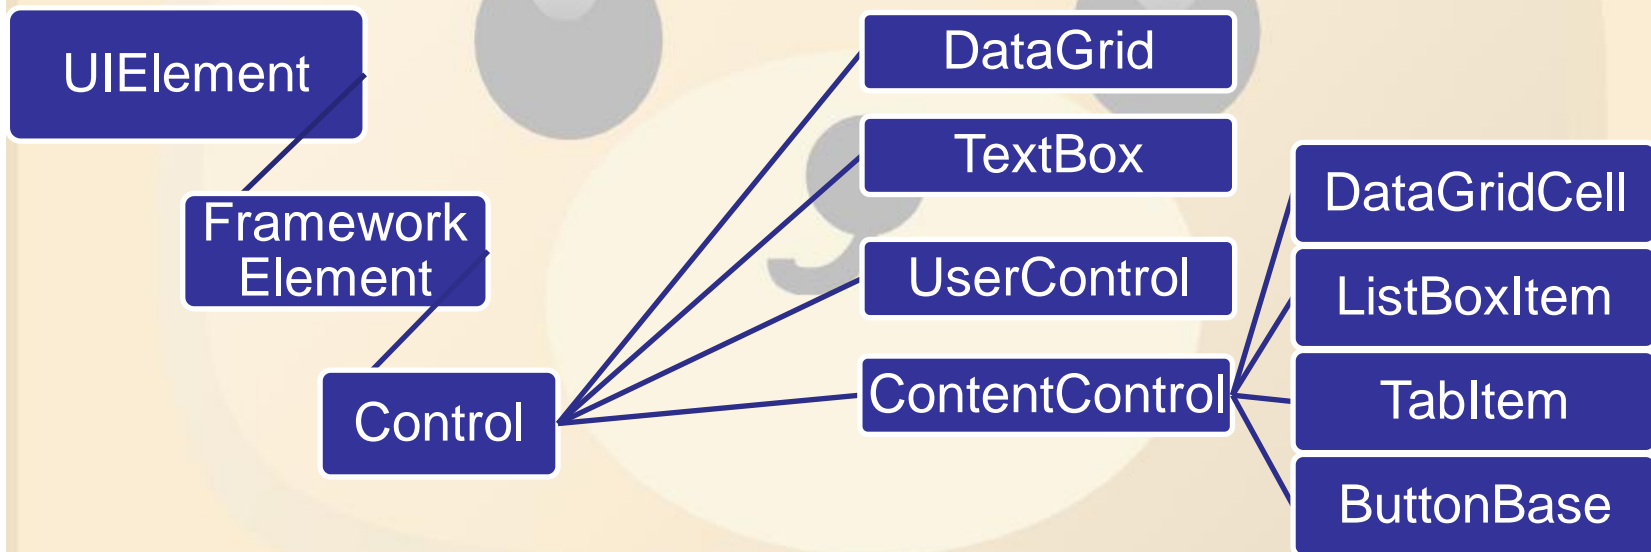 UIElement
Framework
Element
Control
DataGrid
TextBox
UserControl
ContentControl
DataGridCell
ListBoxItem
TabItem
ButtonBase